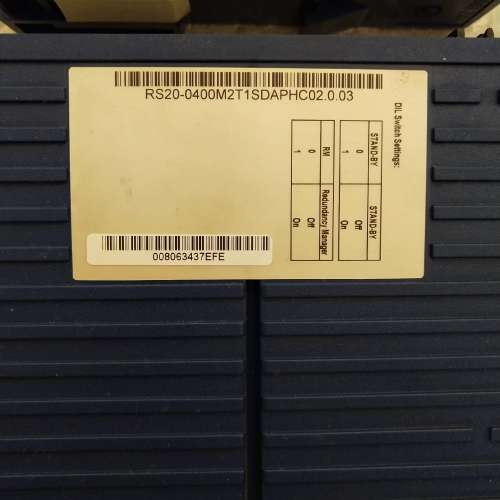 RS20-0400M2T1SDAPHC02.0.03
DIL Switch Settings:
STAND-BY STAND-BY
0 Off
1 On
RM Redundancy Manager
0 Off
1 On
008063437EFE